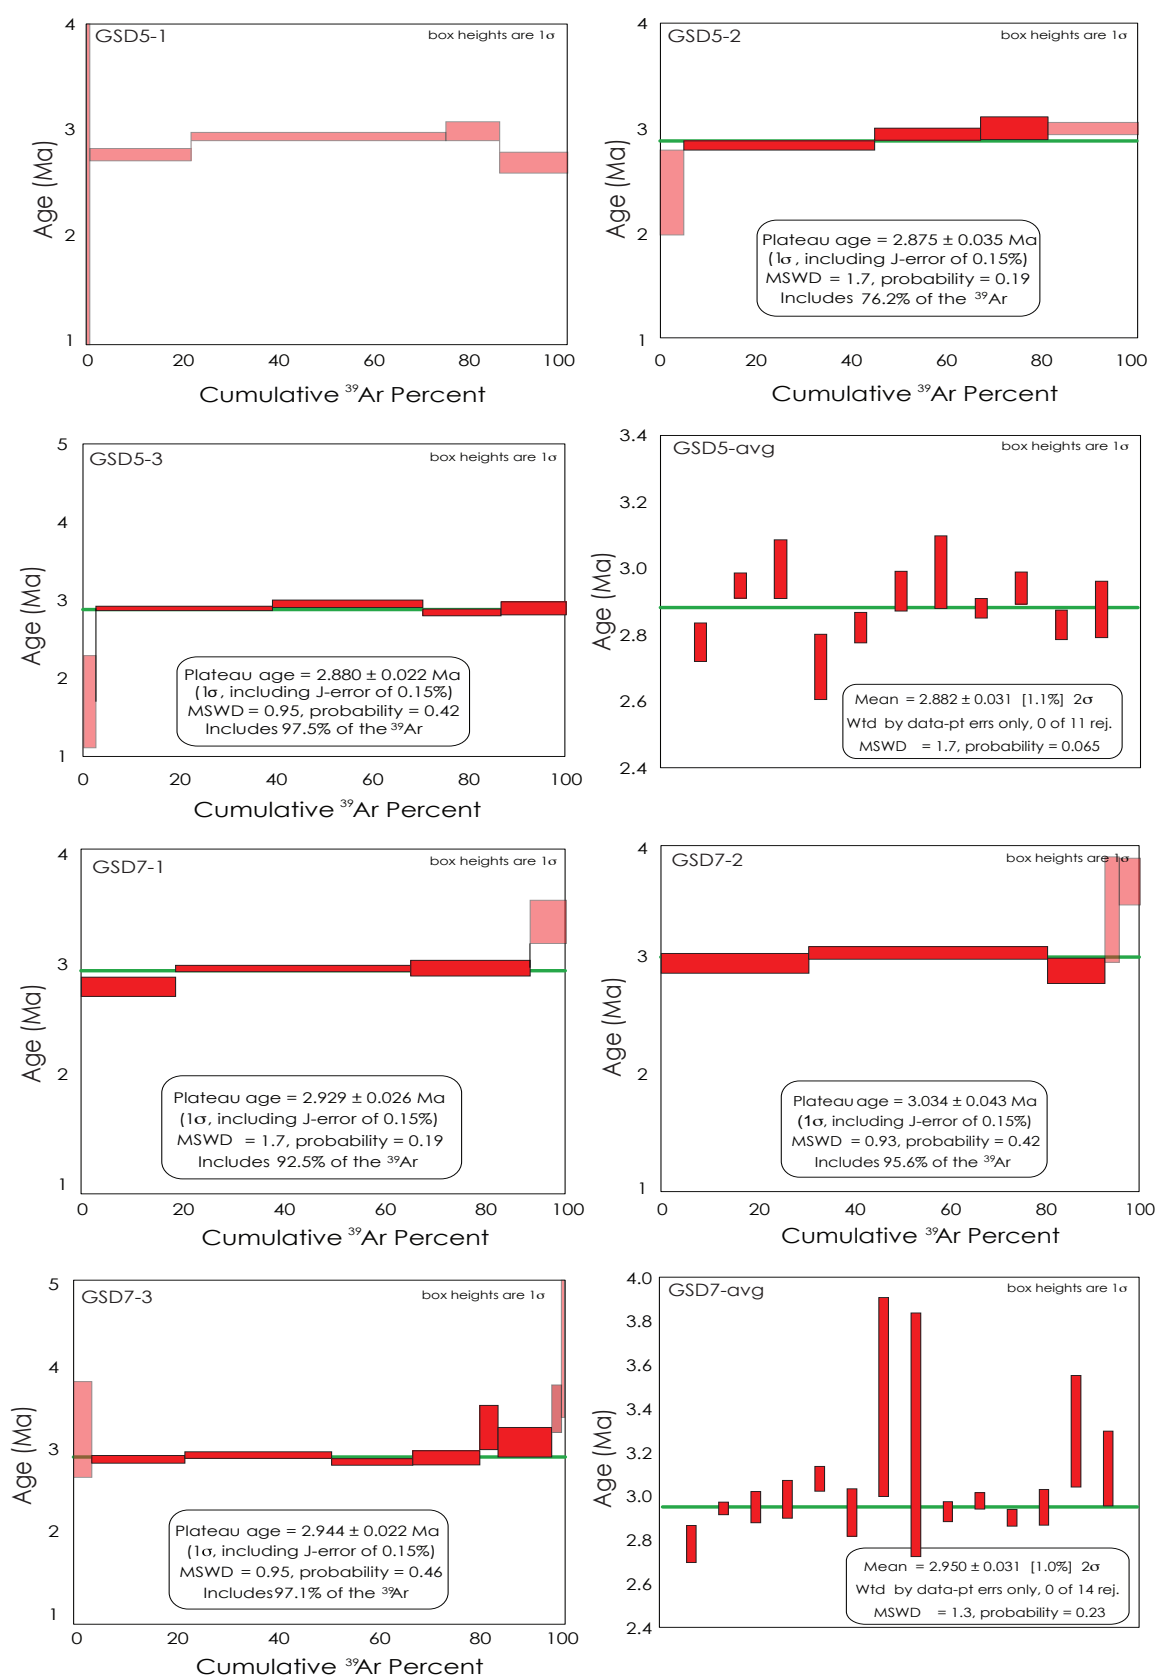 GSD5-1
box heights are 1σ
4
3
2
1
Age (Ma)
0 20 40 60 80 100
Cumulative ³⁹Ar Percent
GSD5-2
box heights are 1σ
4
3
2
1
Age (Ma)
Plateau age = 2.875 ± 0.035 Ma
(1σ, including J-error of 0.15%)
MSWD = 1.7, probability = 0.19
Includes 76.2% of the ³⁹Ar
0 20 40 60 80 100
Cumulative ³⁹Ar Percent
GSD5-3
box heights are 1σ
5
4
3
2
1
Age (Ma)
Plateau age = 2.880 ± 0.022 Ma
(1σ, including J-error of 0.15%)
MSWD = 0.95, probability = 0.42
Includes 97.5% of the ³⁹Ar
0 20 40 60 80 100
Cumulative ³⁹Ar Percent
GSD5-avg
box heights are 1σ
3.4
3.2
3.0
2.8
2.6
2.4
Age (Ma)
Mean = 2.882 ± 0.031 [1.1%] 2σ
Wtd by data-pt errs only, 0 of 11 rej.
MSWD = 1.7, probability = 0.065
GSD7-1
box heights are 1σ
4
3
2
1
Age (Ma)
Plateau age = 2.929 ± 0.026 Ma
(1σ, including J-error of 0.15%)
MSWD = 1.7, probability = 0.19
Includes 92.5% of the ³⁹Ar
0 20 40 60 80 100
Cumulative ³⁹Ar Percent
GSD7-2
box heights are 1σ
4
3
2
1
Age (Ma)
Plateau age = 3.034 ± 0.043 Ma
(1σ, including J-error of 0.15%)
MSWD = 0.93, probability = 0.42
Includes 95.6% of the ³⁹Ar
0 20 40 60 80 100
Cumulative ³⁹Ar Percent
GSD7-3
box heights are 1σ
5
4
3
2
1
Age (Ma)
Plateau age = 2.944 ± 0.022 Ma
(1σ, including J-error of 0.15%)
MSWD = 0.95, probability = 0.46
Includes97.1% of the ³⁹Ar
0 20 40 60 80 100
Cumulative ³⁹Ar Percent
GSD7-avg
box heights are 1σ
4.0
3.8
3.6
3.4
3.2
3.0
2.8
2.6
2.4
Age (Ma)
Mean = 2.950 ± 0.031 [1.0%] 2σ
Wtd by data-pt errs only, 0 of 14 rej.
MSWD = 1.3, probability = 0.23